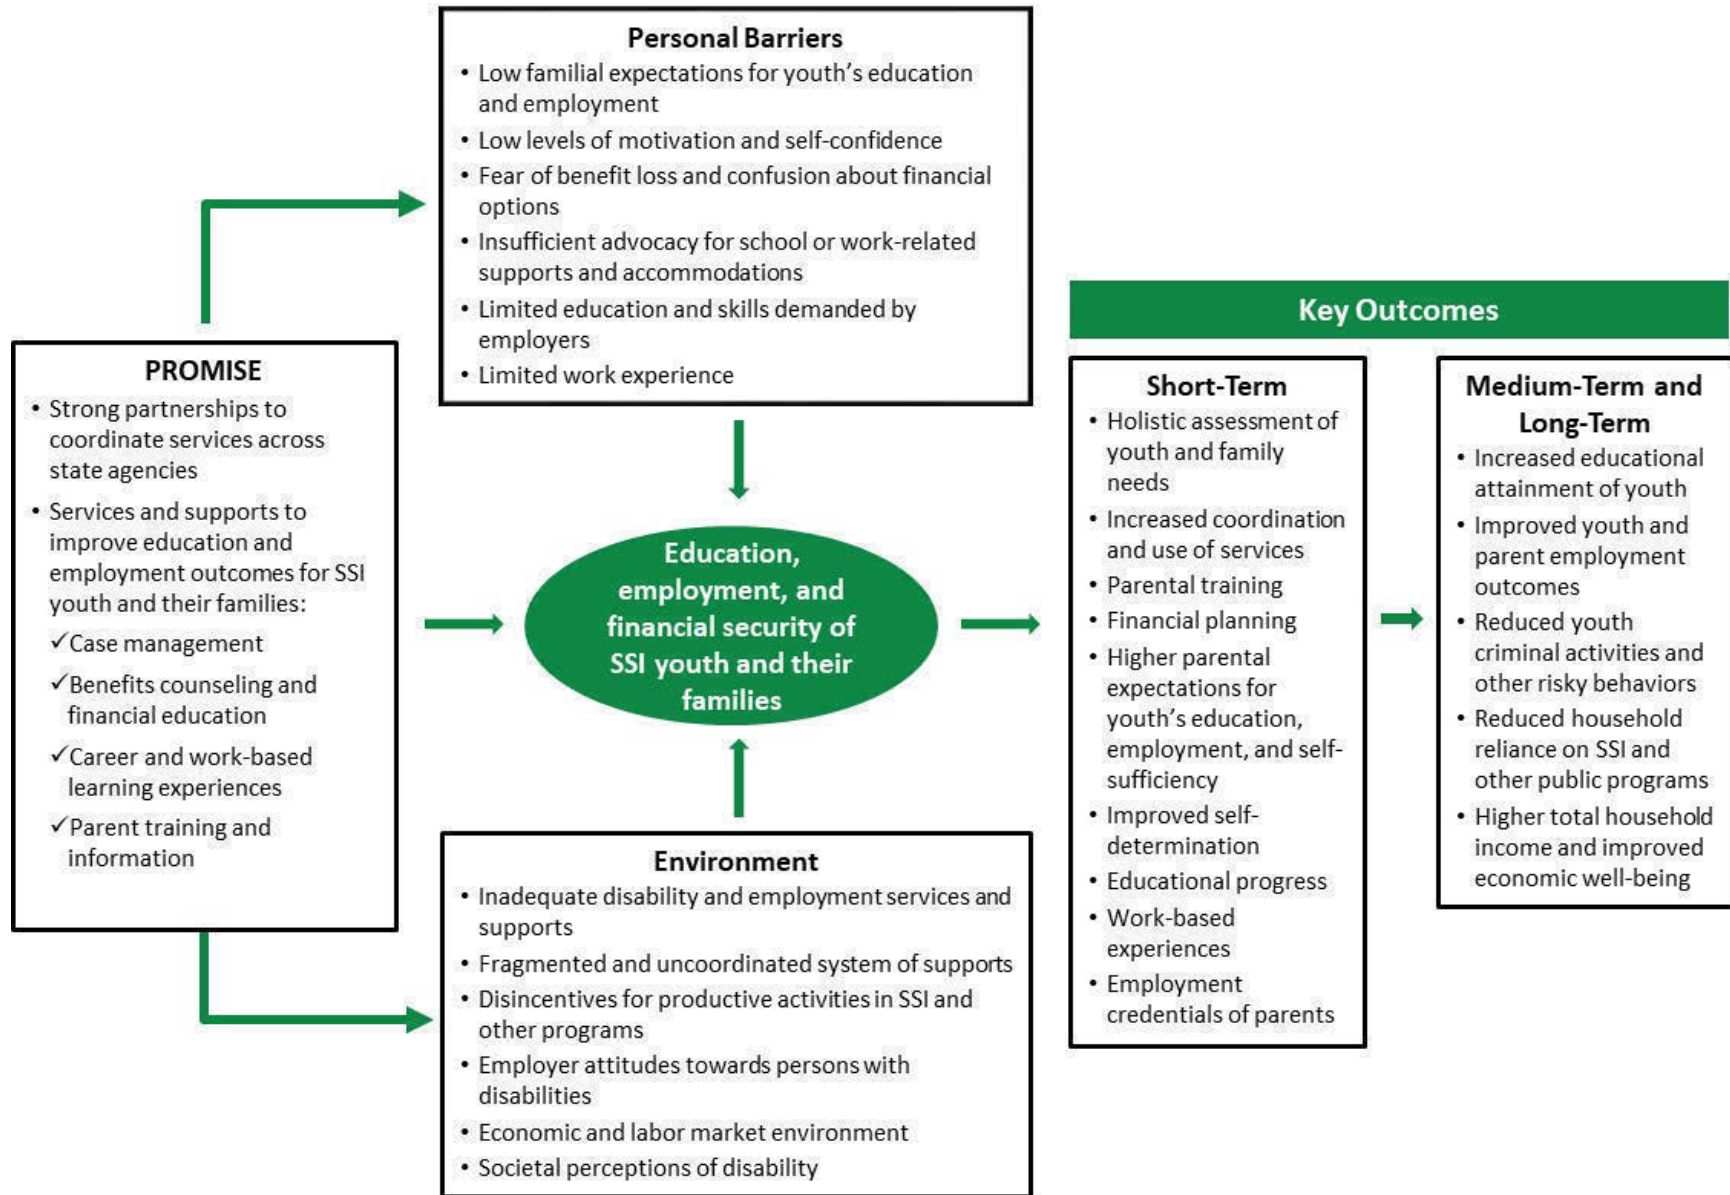 PROMISE
• Strong partnerships to
coordinate services across
state agencies
• Services and supports to
improve education and
employment outcomes for SSI
youth and their families:
✓Case management
✓Benefits counseling and
financial education
✓Career and work-based
learning experiences
✓Parent training and
information
Personal Barriers
• Low familial expectations for youth’s education
and employment
• Low levels of motivation and self-confidence
• Fear of benefit loss and confusion about financial
options
• Insufficient advocacy for school or work-related
supports and accommodations
• Limited education and skills demanded by
employers
• Limited work experience
Education,
employment, and
financial security of
SSI youth and their
families
Environment
• Inadequate disability and employment services and
supports
• Fragmented and uncoordinated system of supports
• Disincentives for productive activities in SSI and
other programs
• Employer attitudes towards persons with
disabilities
• Economic and labor market environment
• Societal perceptions of disability
Key Outcomes
Short-Term
• Holistic assessment of
youth and family
needs
• Increased coordination
and use of services
• Parental training
• Financial planning
• Higher parental
expectations for
youth’s education,
employment, and self-
sufficiency
• Improved self-
determination
• Educational progress
• Work-based
experiences
• Employment
credentials of parents
Medium-Term and
Long-Term
• Increased educational
attainment of youth
• Improved youth and
parent employment
outcomes
• Reduced youth
criminal activities and
other risky behaviors
• Reduced household
reliance on SSI and
other public programs
• Higher total household
income and improved
economic well-being